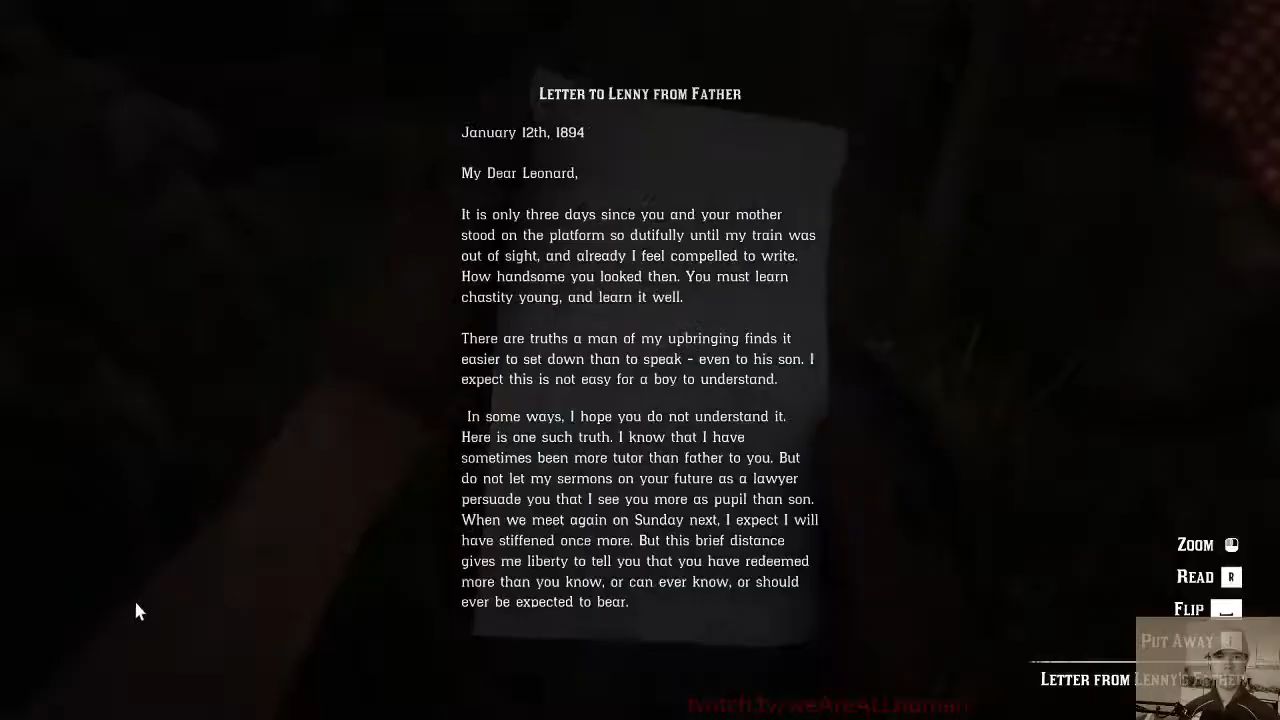 Letter to Lenny from Father
January 12th, 1894
My Dear Leonard,
It is only three days since you and your mother
stood on the platform so dutifully until my train was
out of sight, and already I feel compelled to write.
How handsome you looked then. You must learn
chastity young, and learn it well.
There are truths a man of my upbringing finds it
easier to set down than to speak - even to his son. I
expect this is not easy for a boy to understand.
In some ways, I hope you do not understand it.
Here is one such truth. I know that I have
sometimes been more tutor than father to you. But
do not let my sermons on your future as a lawyer
persuade you that I see you more as pupil than son.
When we meet again on Sunday next, I expect I will
have stiffened once more. But this brief distance
gives me liberty to tell you that you have redeemed
more than you know, or can ever know, or should
ever be expected to bear.
Zoom
Read R
Flip
Put Away
Letter from Lenny's Father